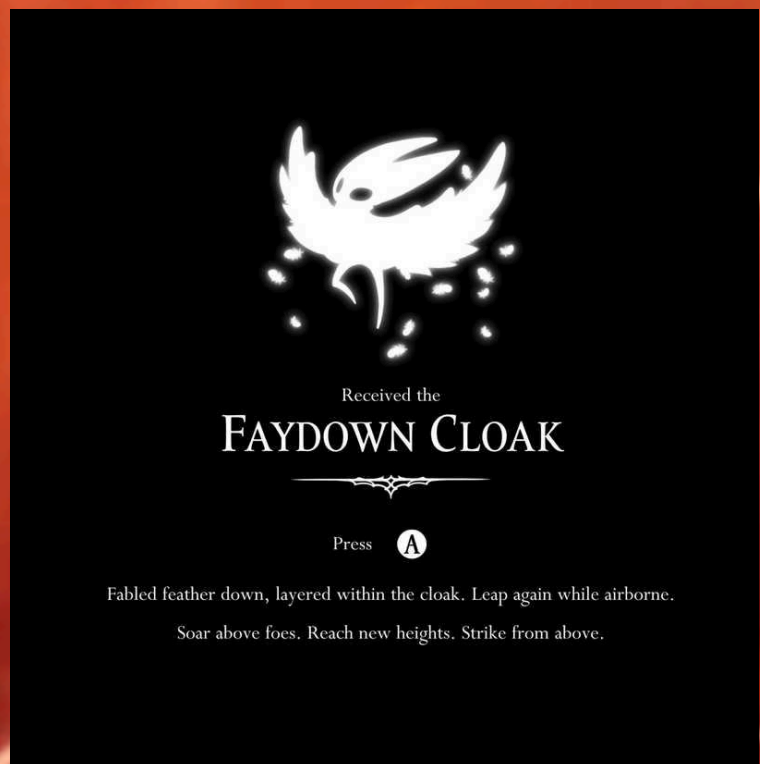 Received the
Faydown Cloak
Press A
Fabled feather down, layered within the cloak. Leap again while airborne.
Soar above foes. Reach new heights. Strike from above.